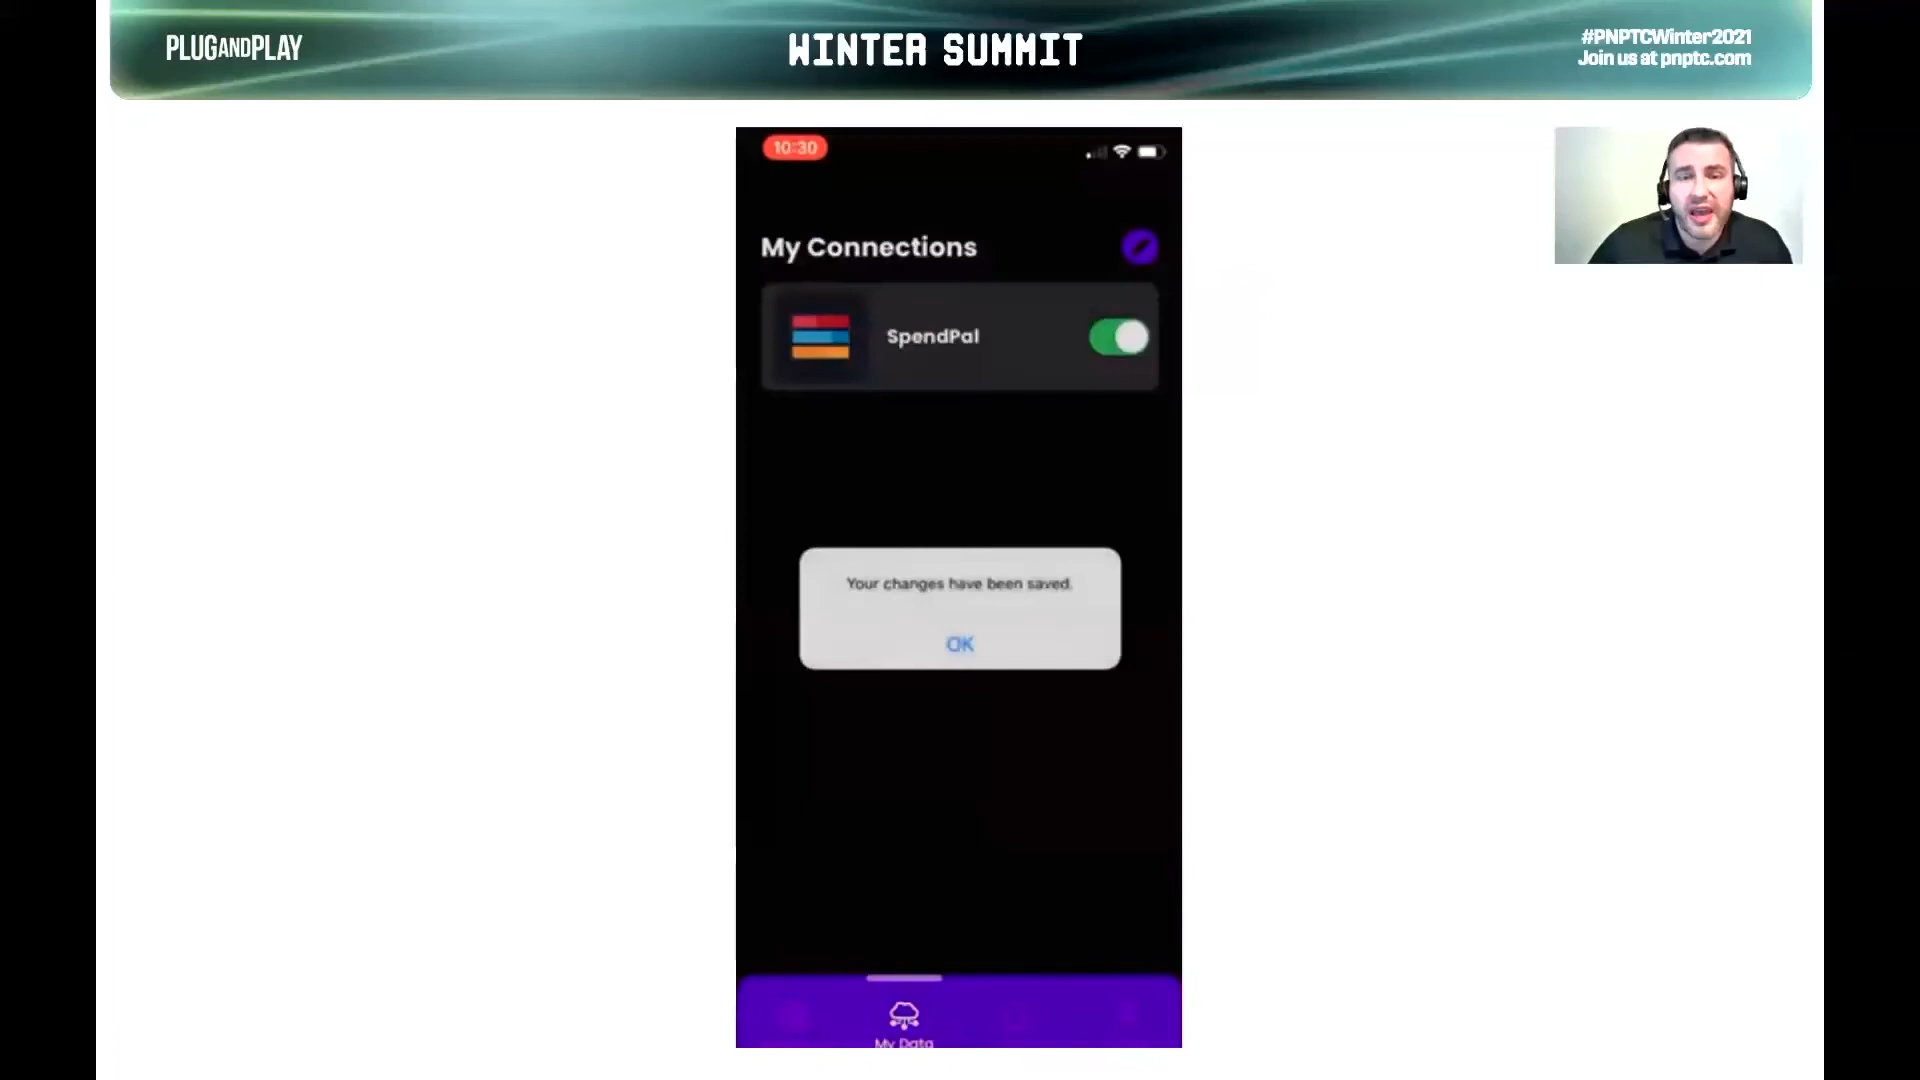 PLUGANDPLAY
WINTER SUMMIT
#PNPTCWinter2021
Join us at pnptc.com
10:30
My Connections
SpendPal
Your changes have been saved.
OK
My Data